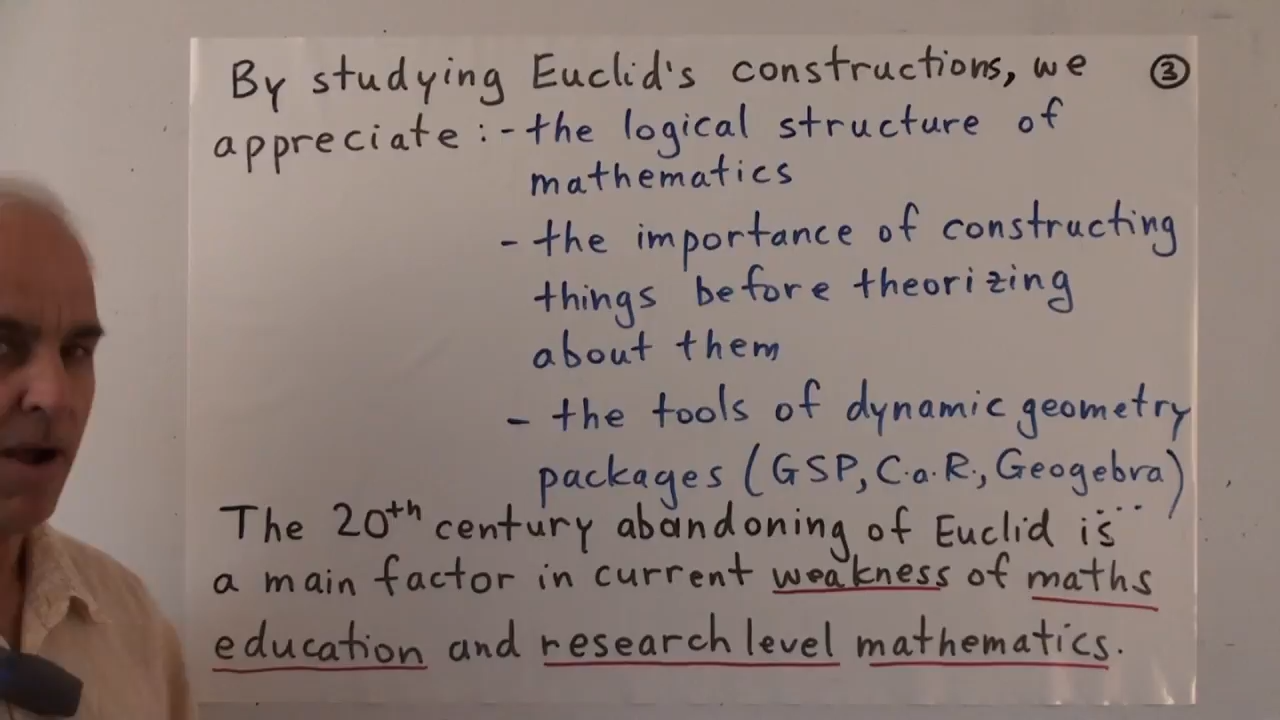 By studying Euclid's constructions, we ③
appreciate : - the logical structure of
mathematics
- the importance of constructing
things before theorizing
about them
- the tools of dynamic geometry
packages (GSP, C.a.R., Geogebra)
The 20th century abandoning of Euclid is ...
a main factor in current weakness of maths
education and research level mathematics.